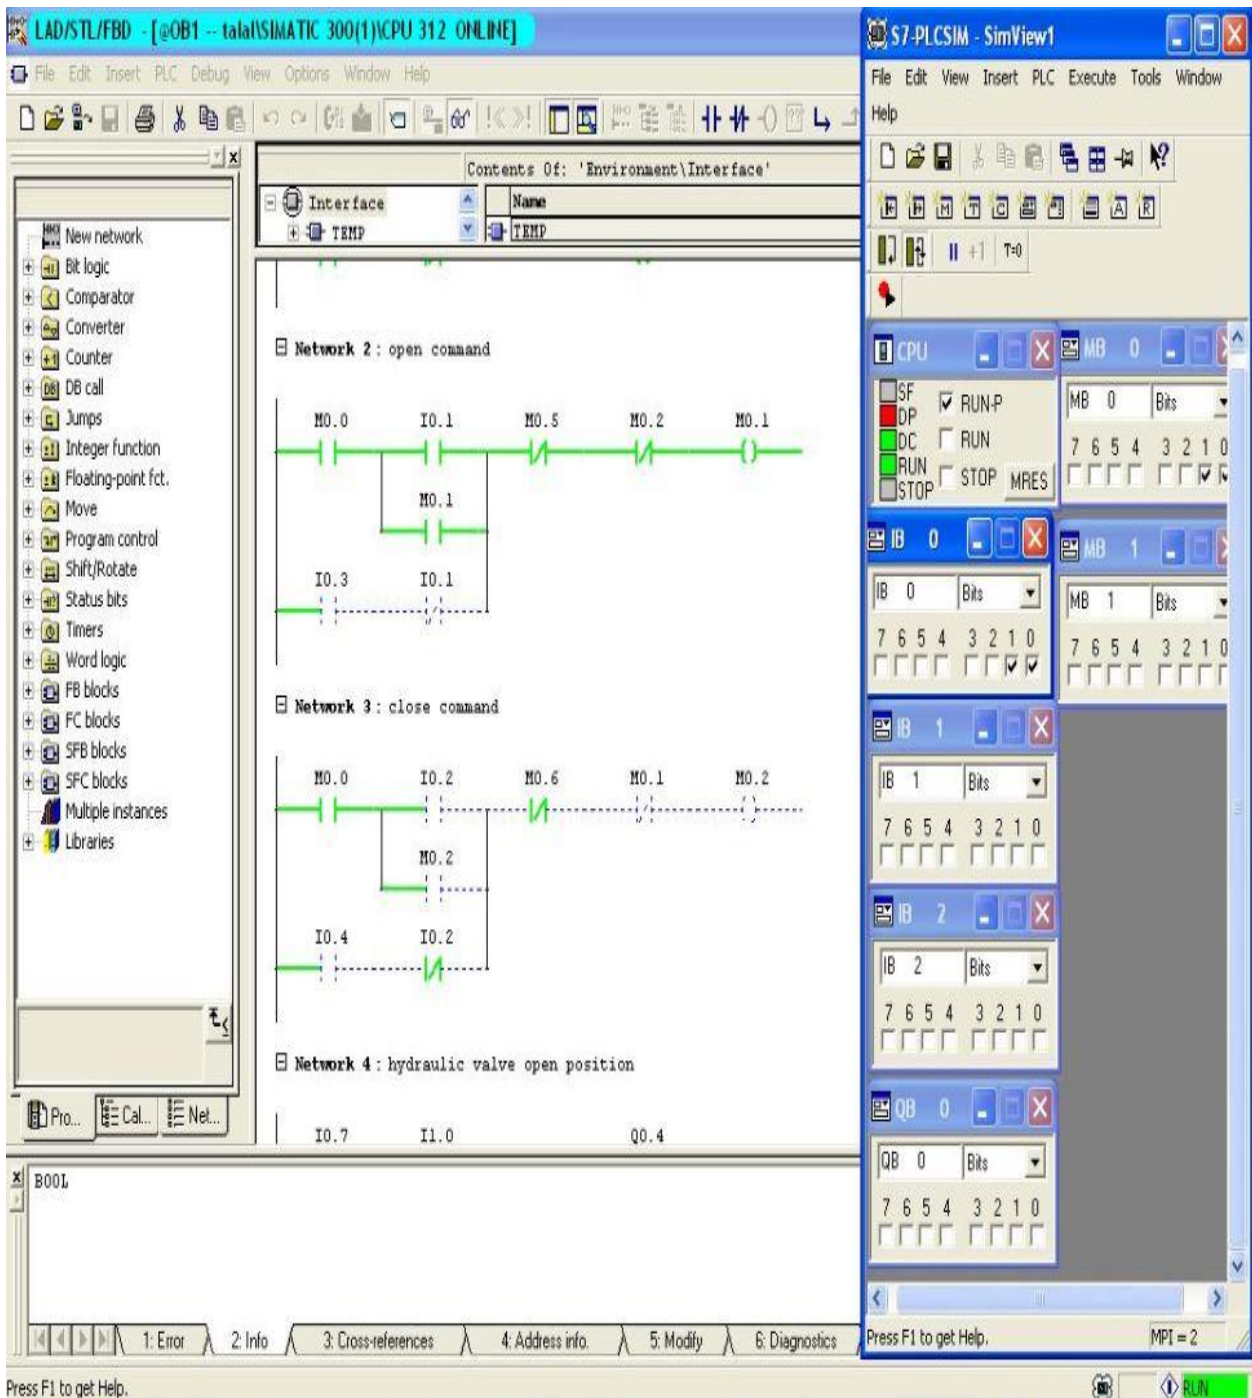 LAD/STL/FBD - [@OB1 -- talal\SIMATIC 300(1)\CPU 312 ONLINE]
File Edit Insert PLC Debug View Options Window Help
Contents Of: 'Environment\Interface'
Interface
TEMP
Name
TEMP
New network
Bit logic
Comparator
Converter
Counter
DB call
Jumps
Integer function
Floating-point fct.
Move
Program control
Shift/Rotate
Status bits
Timers
Word logic
FB blocks
FC blocks
SFB blocks
SFC blocks
Multiple instances
Libraries
Pro... Cal... Net...
Network 2 : open command
M0.0 I0.1 M0.5 M0.2 M0.1
M0.1
I0.3 I0.1
Network 3 : close command
M0.0 I0.2 M0.6 M0.1 M0.2
M0.2
I0.4 I0.2
Network 4 : hydraulic valve open position
I0.7 I1.0 Q0.4
BOOL
1: Error 2: Info 3: Cross-references 4: Address info. 5: Modify 6: Diagnostics
Press F1 to get Help.
RUN
S7-PLCSIM - SimView1
File Edit View Insert PLC Execute Tools Window
Help
M T C A R
+1 T=0
CPU
SF
DP
DC
RUN
STOP
RUN-P
RUN
STOP MRES
MB 0
MB 0 Bits
7 6 5 4 3 2 1 0
IB 0
IB 0 Bits
7 6 5 4 3 2 1 0
MB 1
MB 1 Bits
7 6 5 4 3 2 1 0
IB 1
IB 1 Bits
7 6 5 4 3 2 1 0
IB 2
IB 2 Bits
7 6 5 4 3 2 1 0
QB 0
QB 0 Bits
7 6 5 4 3 2 1 0
Press F1 to get Help. MPI = 2